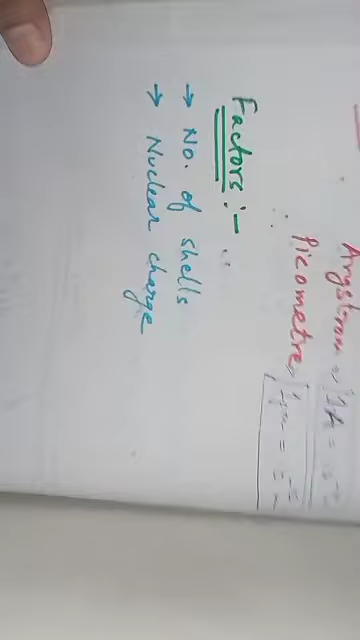 Angstrom
Picometre,
Factors :-
→ No. of shells
→ Nuclear charge